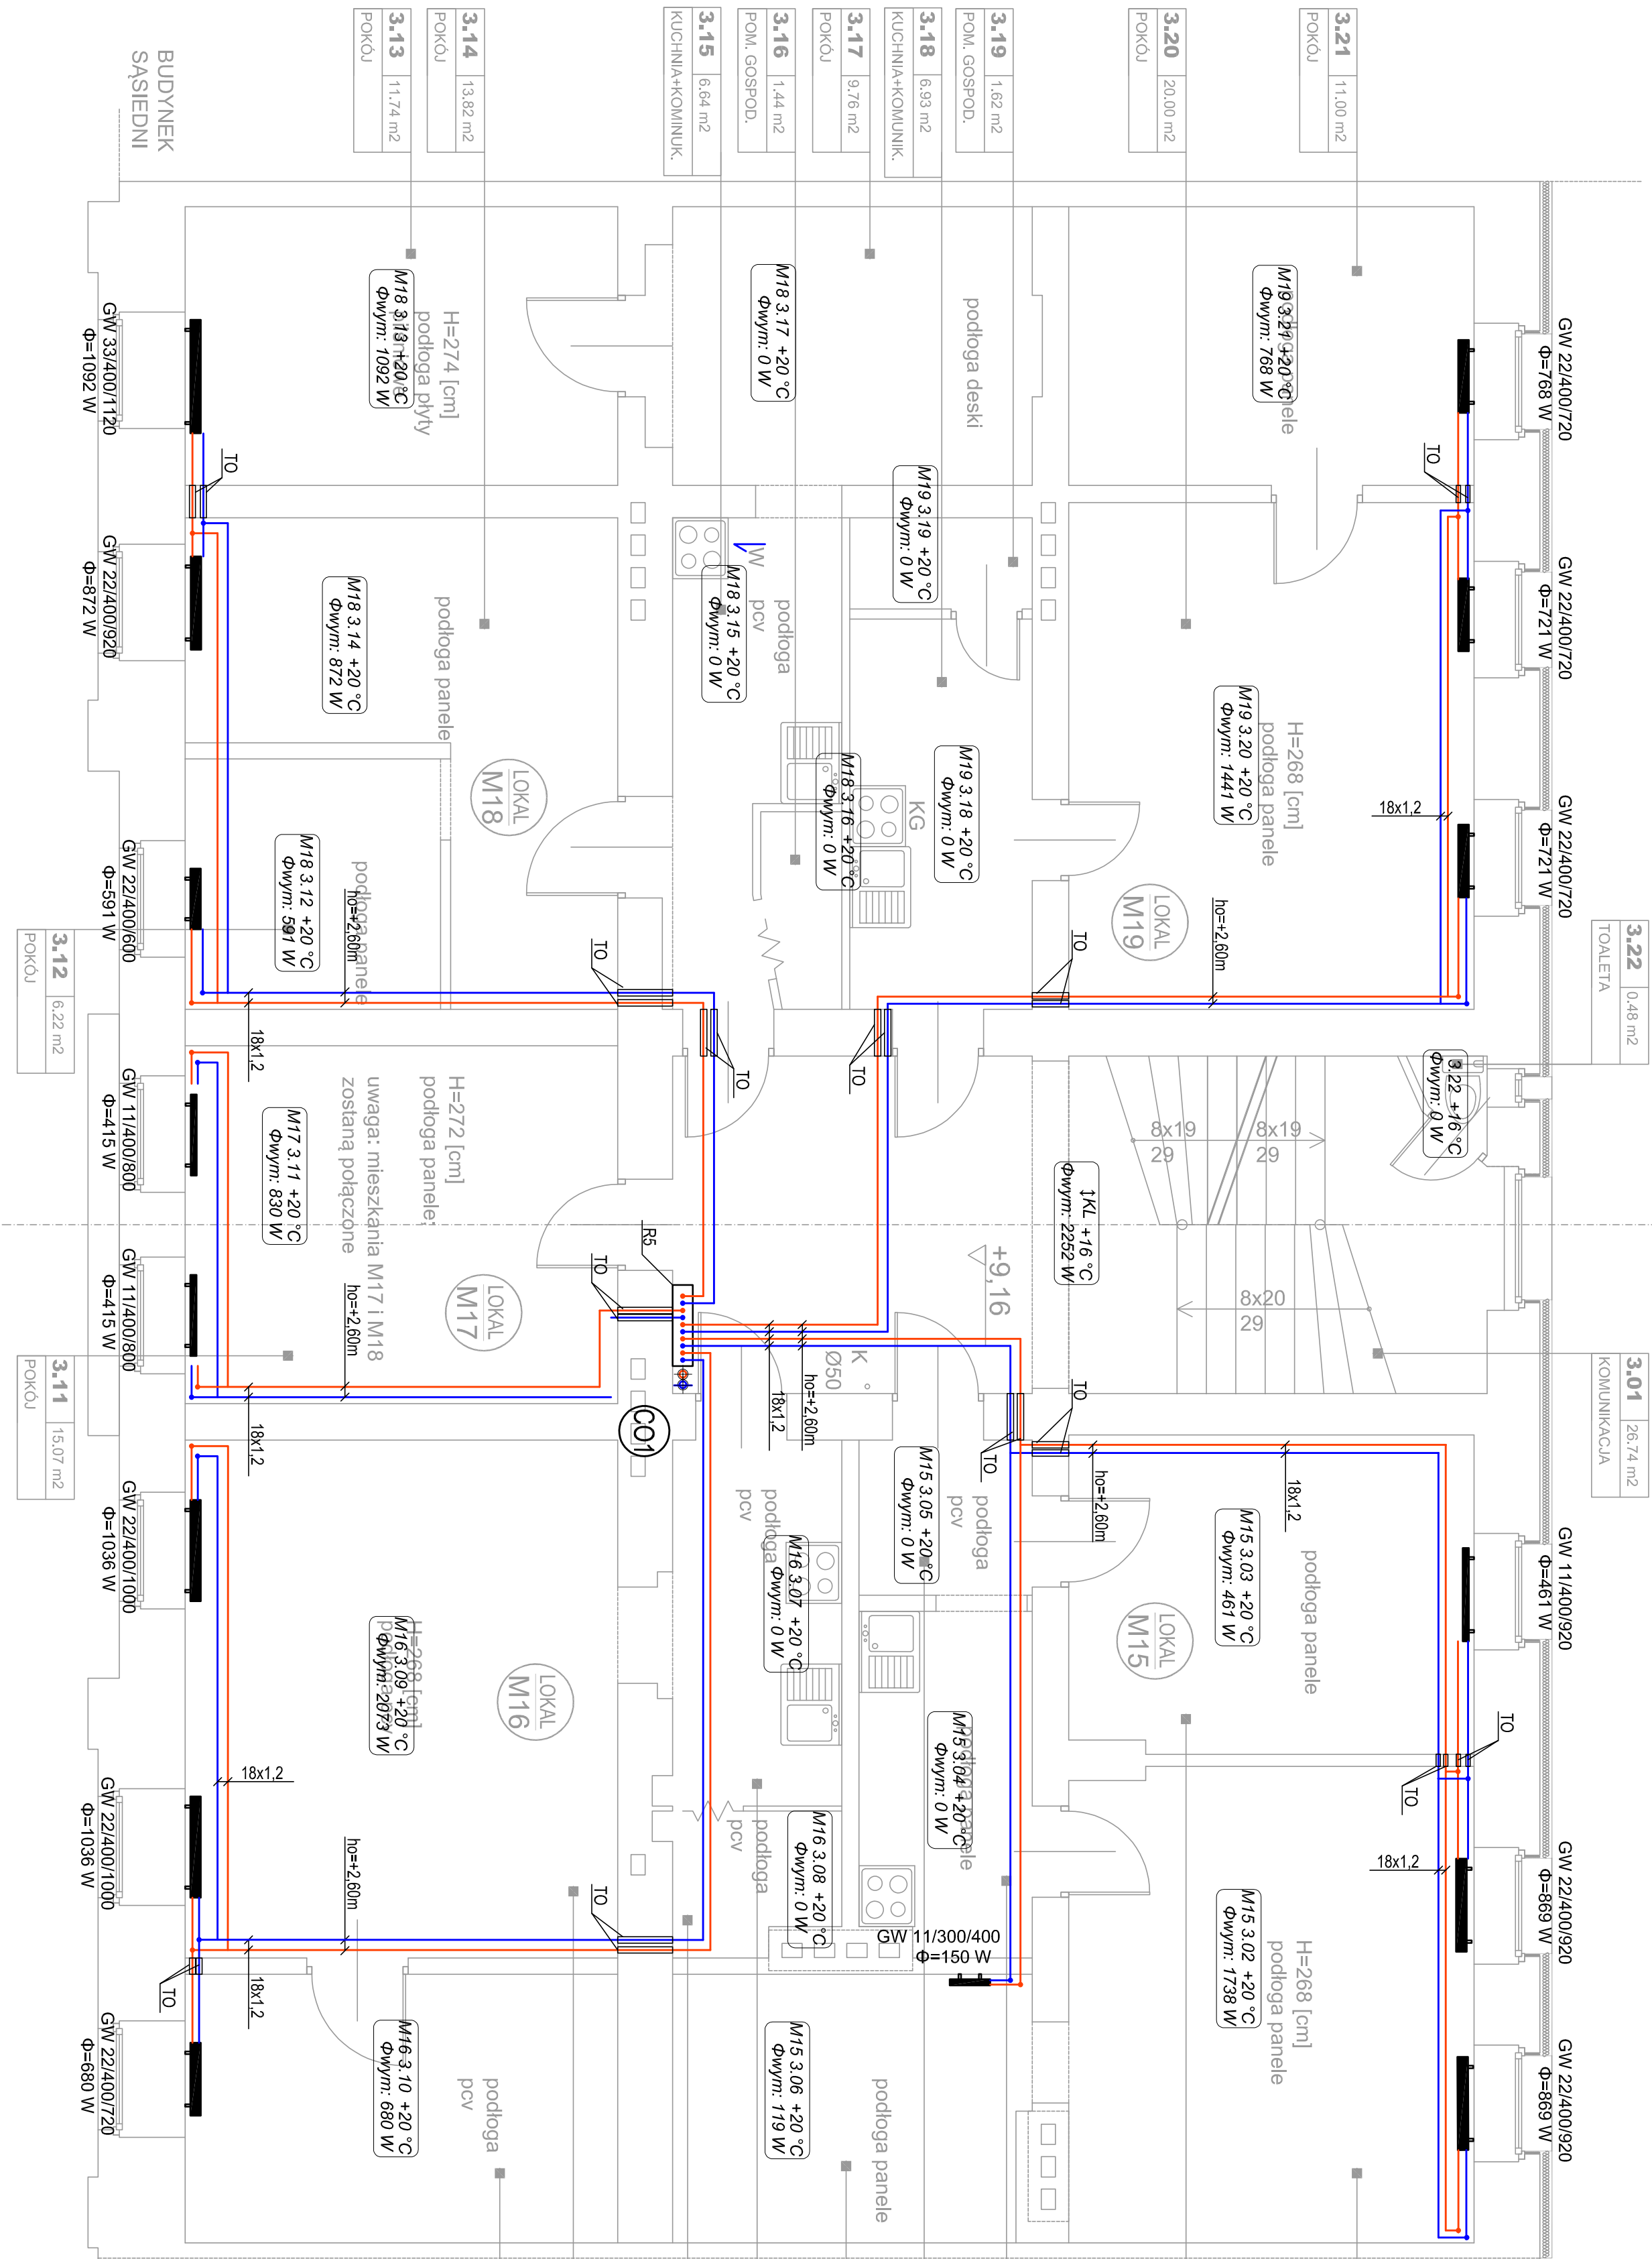 3.21 11.00 m2
POKÓJ
3.20 20.00 m2
POKÓJ
3.19 1.62 m2
POM. GOSPOD.
3.18 6.93 m2
KUCHNIA+KOMUNIK.
3.17 9.76 m2
POKÓJ
3.16 1.44 m2
POM. GOSPOD.
3.15 6.64 m2
KUCHNIA+KOMINUK.
3.14 13.82 m2
POKÓJ
3.13 11.74 m2
POKÓJ
BUDYNEK
SĄSIEDNI
GW 22/400/720
Φ=768 W
GW 22/400/720
Φ=721 W
GW 22/400/720
Φ=721 W
3.22 0.48 m2
TOALETA
3.01 26.74 m2
KOMUNIKACJA
GW 11/400/920
Φ=461 W
GW 22/400/920
Φ=869 W
GW 22/400/920
Φ=869 W
M19 3.21 +20 °C
Φwym: 768 W
podłoga panele
TO
M19 3.20 +20 °C
Φwym: 1441 W
H=268 [cm]
podłoga panele
18x1,2
LOKAL
M19
ho=+2,60m
TO
podłoga deski
M18 3.17 +20 °C
Φwym: 0 W
M19 3.19 +20 °C
Φwym: 0 W
M19 3.18 +20 °C
Φwym: 0 W
KG
W
podłoga
pcv
M18 3.15 +20 °C
Φwym: 0 W
M18 3.16 +20 °C
Φwym: 0 W
TO
TO
H=274 [cm]
podłoga płyty
M18 3.13 +20 °C
Φwym: 1092 W
TO
podłoga panele
M18 3.14 +20 °C
Φwym: 872 W
LOKAL
M18
podłoga panele
M18 3.12 +20 °C
Φwym: 591 W
ho=+2,60m
18x1,2
TO
3.22 +16 °C
Φwym: 0 W
8x19
29
8x19
29
8x20
29
↕KL +16 °C
Φwym: 2252 W
+9,16
H=272 [cm]
podłoga panele;
uwaga: mieszkania M17 i M18
zostaną połączone
M17 3.11 +20 °C
Φwym: 830 W
LOKAL
M17
R5
TO
ho=+2,60m
18x1,2
K
Ø50
ho=+2,60m
18x1,2
CO1
TO
TO
ho=+2,60m
18x1,2
M15 3.03 +20 °C
Φwym: 461 W
podłoga panele
LOKAL
M15
TO
TO
18x1,2
M15 3.02 +20 °C
Φwym: 1738 W
H=268 [cm]
podłoga panele
M15 3.05 +20 °C
Φwym: 0 W
podłoga
pcv
M15 3.04 +20 °C
Φwym: 0 W
podłoga panele
M16 3.07 +20 °C
Φwym: 0 W
podłoga
pcv
M16 3.08 +20 °C
Φwym: 0 W
podłoga
pcv
GW 11/300/400
Φ=150 W
M15 3.06 +20 °C
Φwym: 119 W
podłoga panele
M16 3.09 +20 °C
Φwym: 2073 W
H=268 [cm]
LOKAL
M16
18x1,2
ho=+2,60m
18x1,2
TO
TO
M16 3.10 +20 °C
Φwym: 680 W
podłoga
pcv
GW 33/400/1120
Φ=1092 W
GW 22/400/920
Φ=872 W
GW 22/400/600
Φ=591 W
3.12 6.22 m2
POKÓJ
GW 11/400/800
Φ=415 W
GW 11/400/800
Φ=415 W
3.11 15.07 m2
POKÓJ
GW 22/400/1000
Φ=1036 W
GW 22/400/1000
Φ=1036 W
GW 22/400/720
Φ=680 W